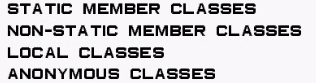 STATIC MEMBER CLASSES
NON-STATIC MEMBER CLASSES
LOCAL CLASSES
ANONYMOUS CLASSES